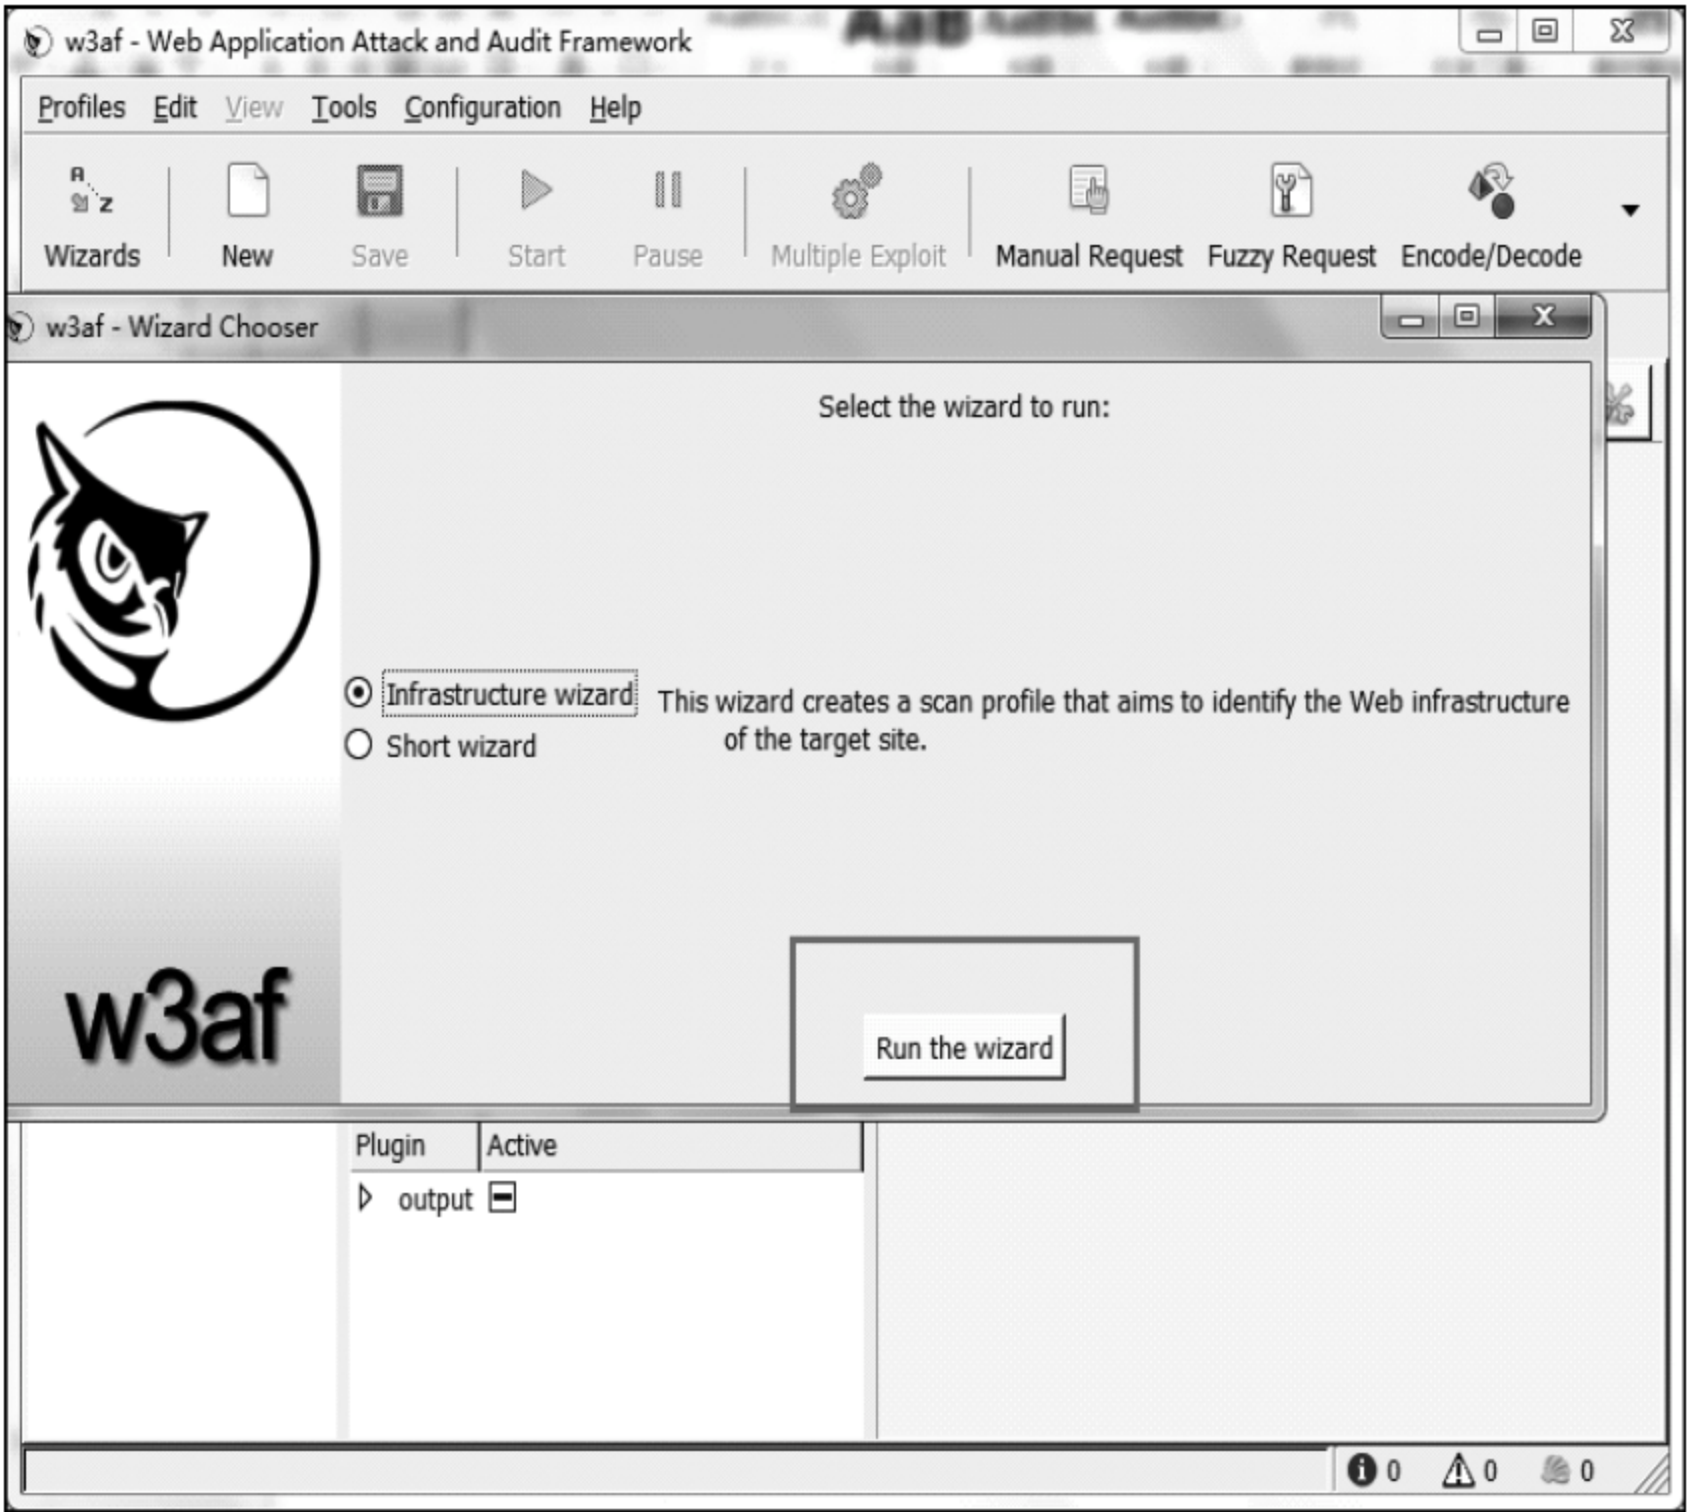 w3af - Web Application Attack and Audit Framework
Profiles Edit View Tools Configuration Help
A
Z
Wizards New Save Start Pause Multiple Exploit Manual Request Fuzzy Request Encode/Decode
w3af - Wizard Chooser
Select the wizard to run:
Infrastructure wizard
This wizard creates a scan profile that aims to identify the Web infrastructure
of the target site.
Short wizard
w3af
Run the wizard
Plugin Active
output
0 0 0